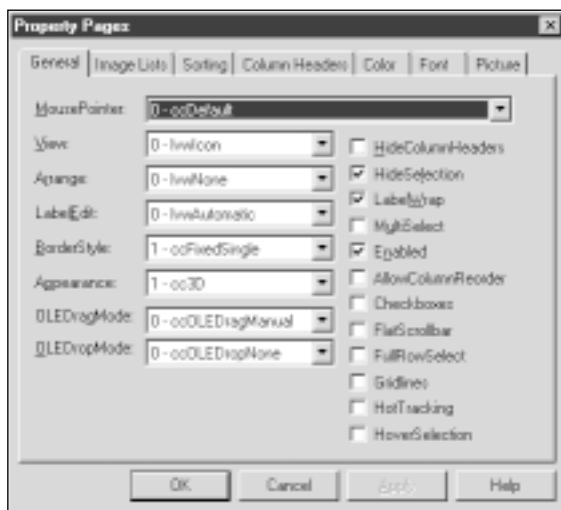 Property Pages
General Image Lists Sorting Column Headers Color Font Picture
MousePointer: 0 - ccDefault
View: 0 - lvwIcon
Arrange: 0 - lvwNone
LabelEdit: 0 - lvwAutomatic
BorderStyle: 1 - ccFixedSingle
Appearance: 1 - cc3D
OLEDragMode: 0 - ccOLEDragManual
OLEDropMode: 0 - ccOLEDropNone
HideColumnHeaders
HideSelection
LabelWrap
MultiSelect
Enabled
AllowColumnReorder
Checkboxes
FlatScrollbar
FullRowSelect
Gridlines
HotTracking
HoverSelection
OK Cancel Apply Help